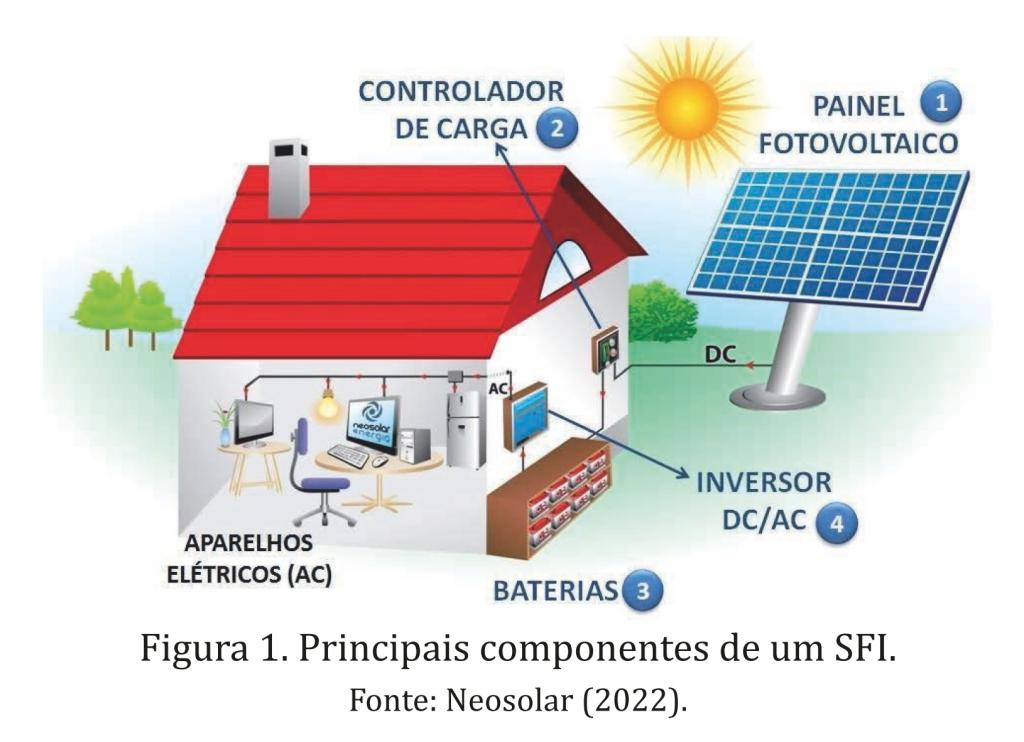 CONTROLADOR
DE CARGA 2
PAINEL 1
FOTOVOLTAICO
DC
AC
neosolar
energia
INVERSOR
DC/AC 4
APARELHOS
ELÉTRICOS (AC)
BATERIAS 3
Figura 1. Principais componentes de um SFI.
Fonte: Neosolar (2022).